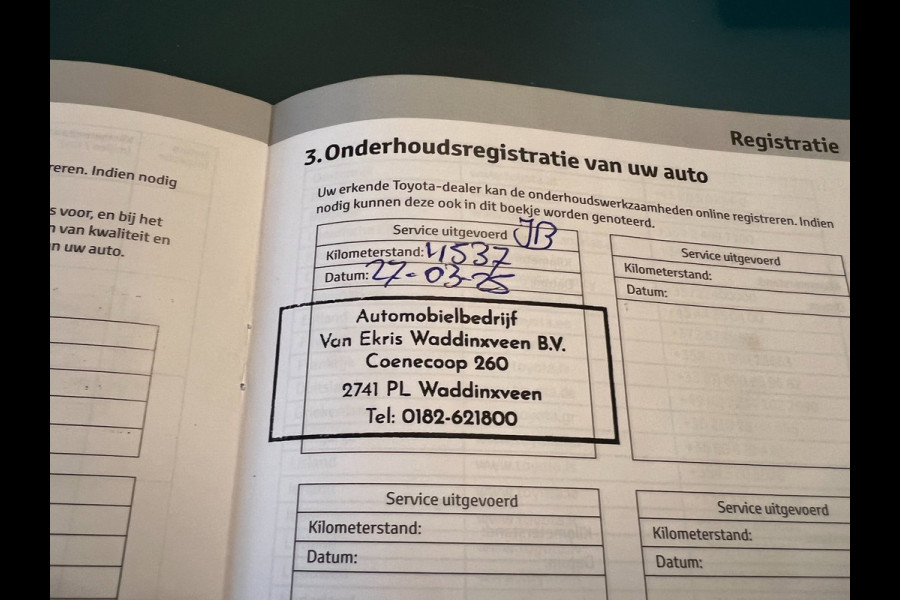 Registratie
reren. Indien nodig
s voor, en bij het
n van kwaliteit en
n uw auto.
3. Onderhoudsregistratie van uw auto
Uw erkende Toyota-dealer kan de onderhoudswerkzaamheden online registreren. Indien
nodig kunnen deze ook in dit boekje worden genoteerd.
Service uitgevoerd JB
Kilometerstand: 11537
Datum: 27-03-25
Automobielbedrijf
Van Ekris Waddinxveen B.V.
Coenecoop 260
2741 PL Waddinxveen
Tel: 0182-621800
Service uitgevoerd
Kilometerstand:
Datum:
Service uitgevoerd
Kilometerstand:
Datum:
Service uitgevoerd
Kilometerstand:
Datum: